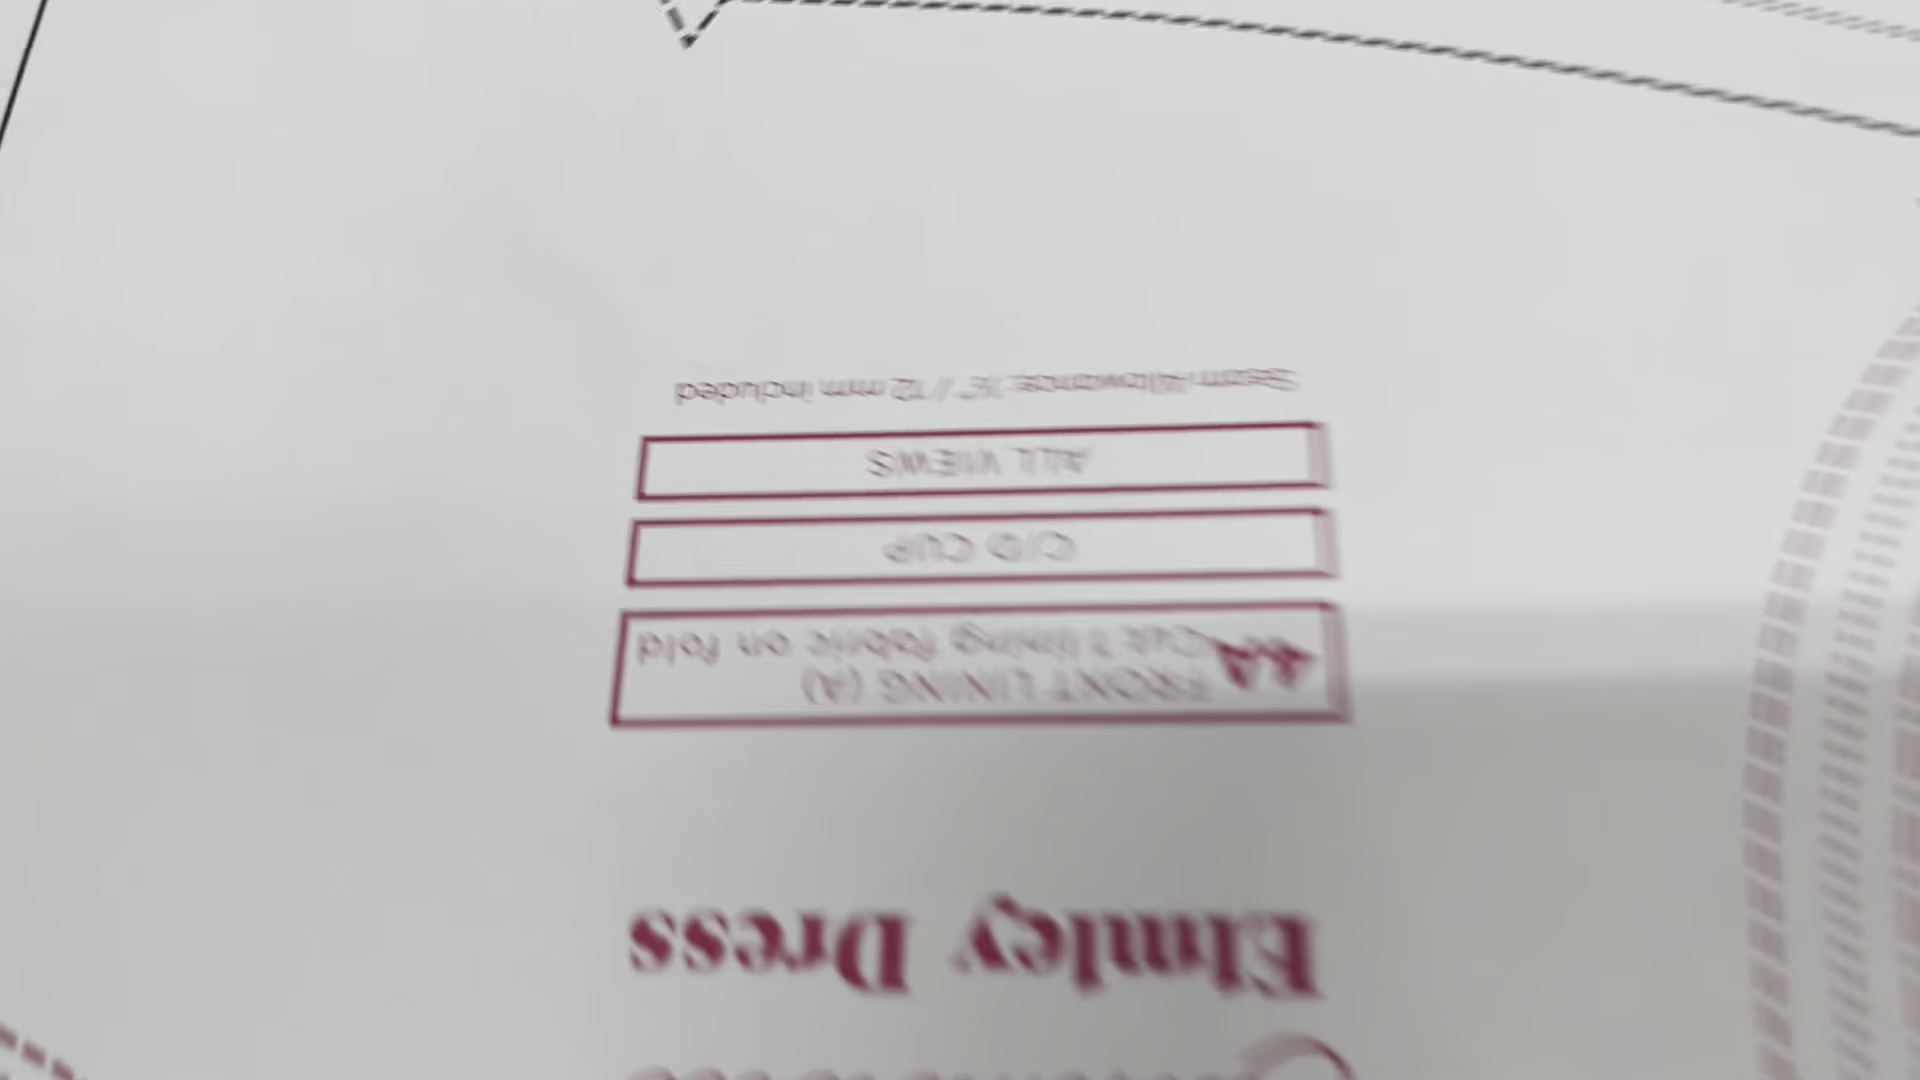 Elmley Dress
4A
FRONT LINING (A)
Cut 1 lining fabric on fold
C/D CUP
ALL VIEWS
Seam Allowance: ½" // 12 mm included